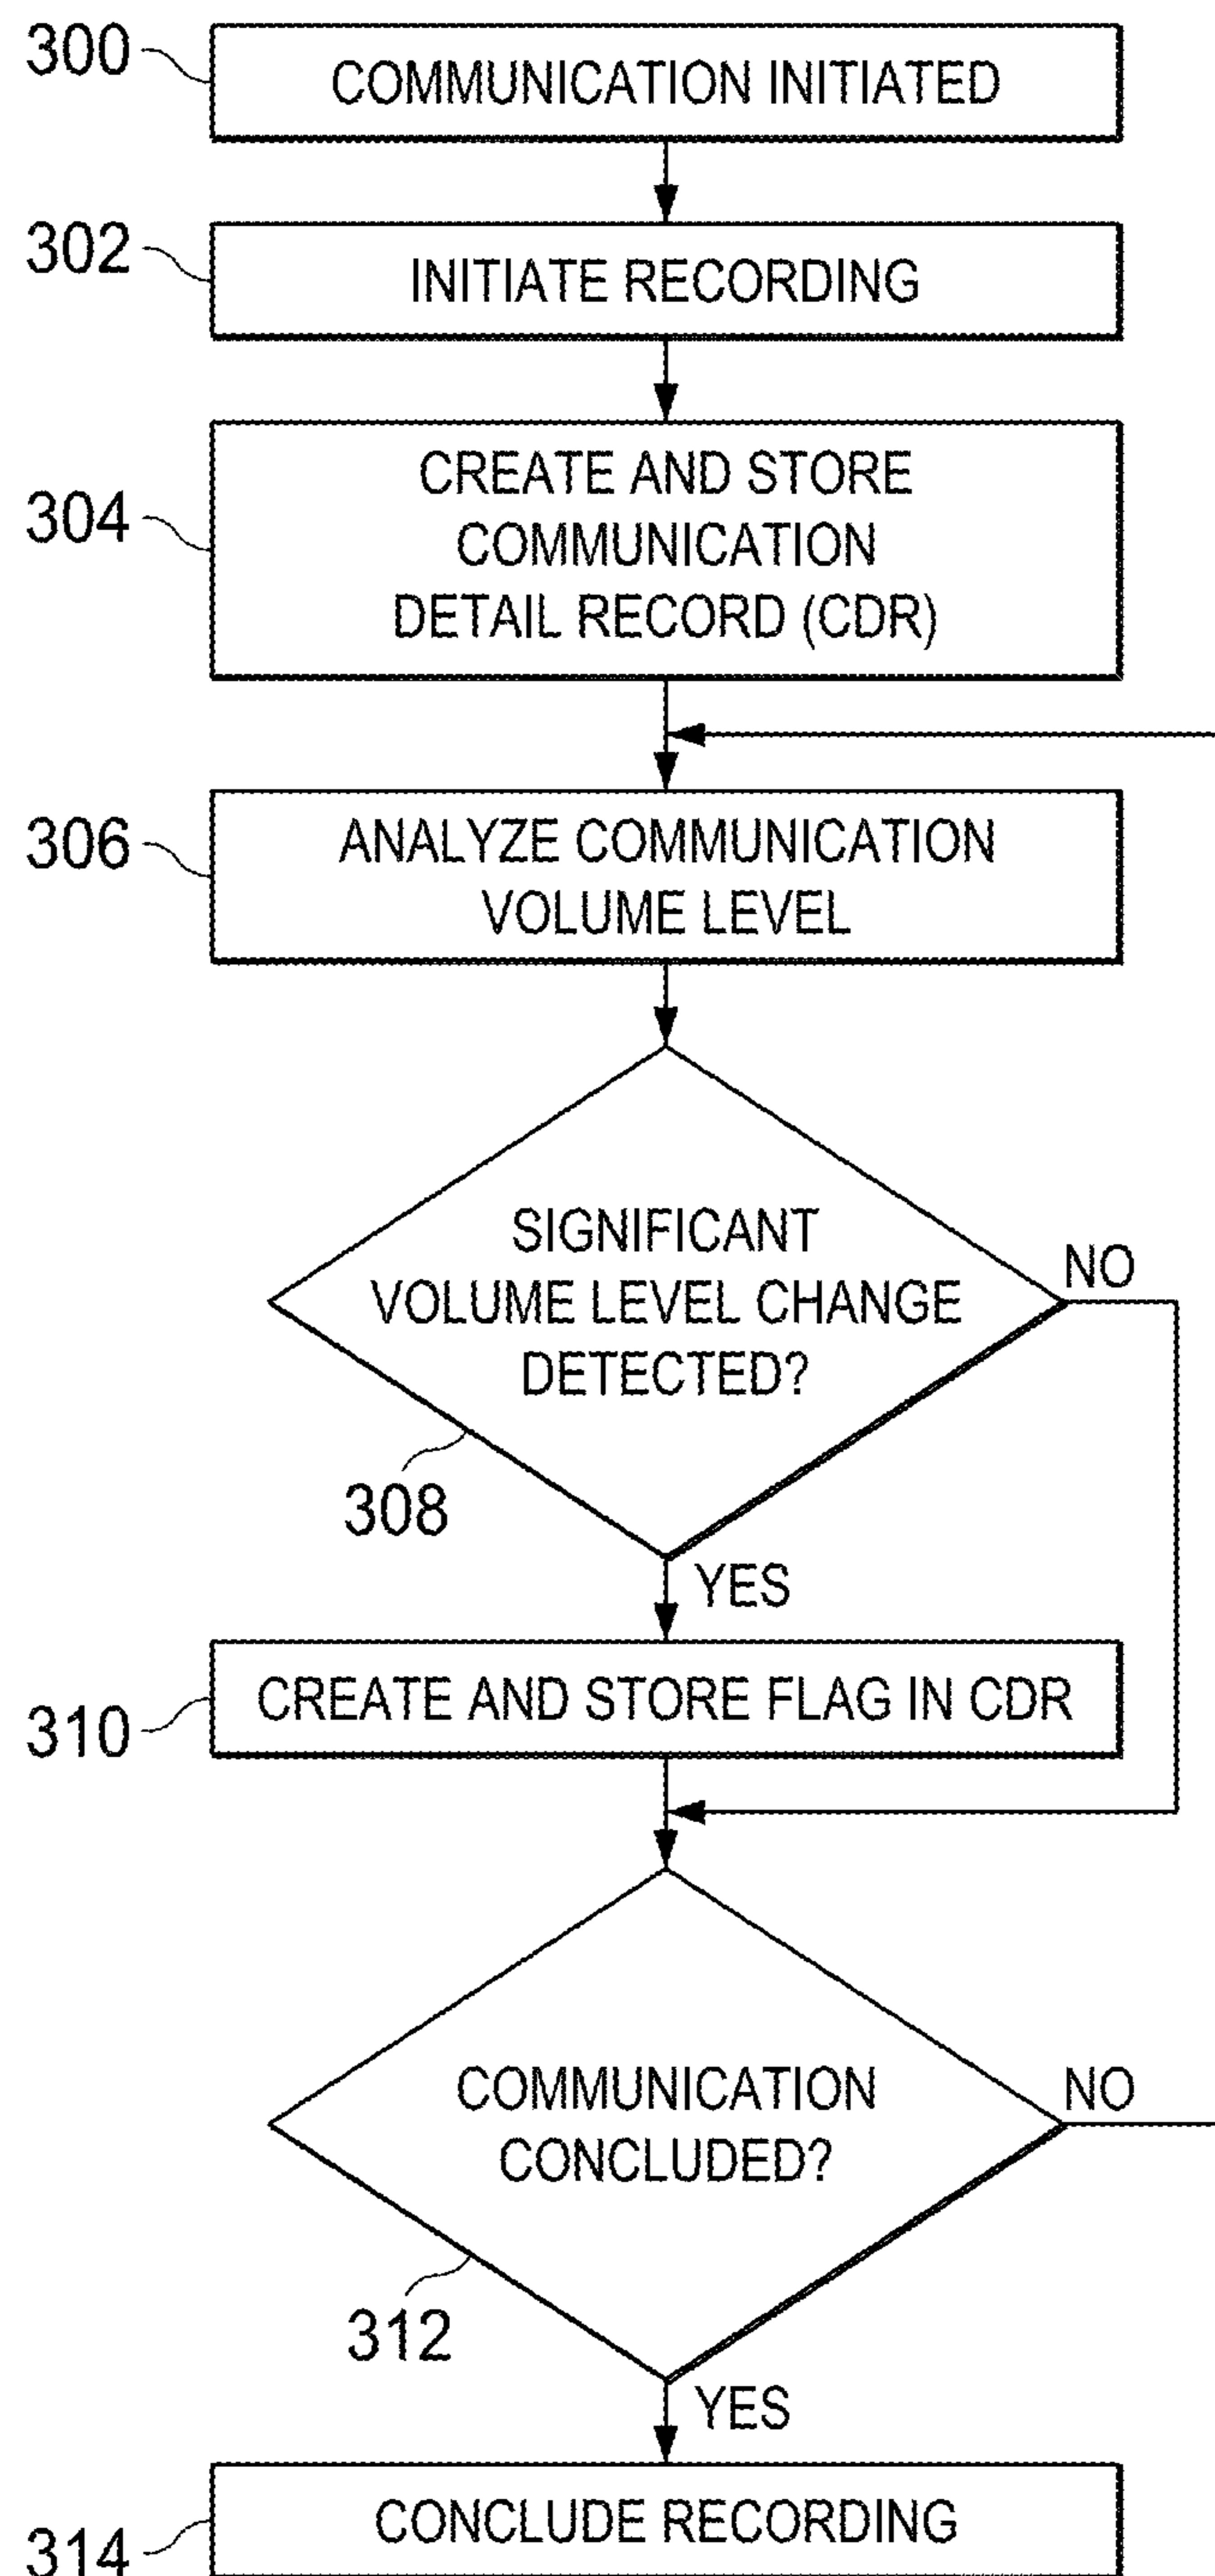 300
COMMUNICATION INITIATED
302
INITIATE RECORDING
304
CREATE AND STORE
COMMUNICATION
DETAIL RECORD (CDR)
306
ANALYZE COMMUNICATION
VOLUME LEVEL
SIGNIFICANT
VOLUME LEVEL CHANGE
DETECTED?
NO
308
YES
310
CREATE AND STORE FLAG IN CDR
COMMUNICATION
CONCLUDED?
NO
312
YES
314
CONCLUDE RECORDING